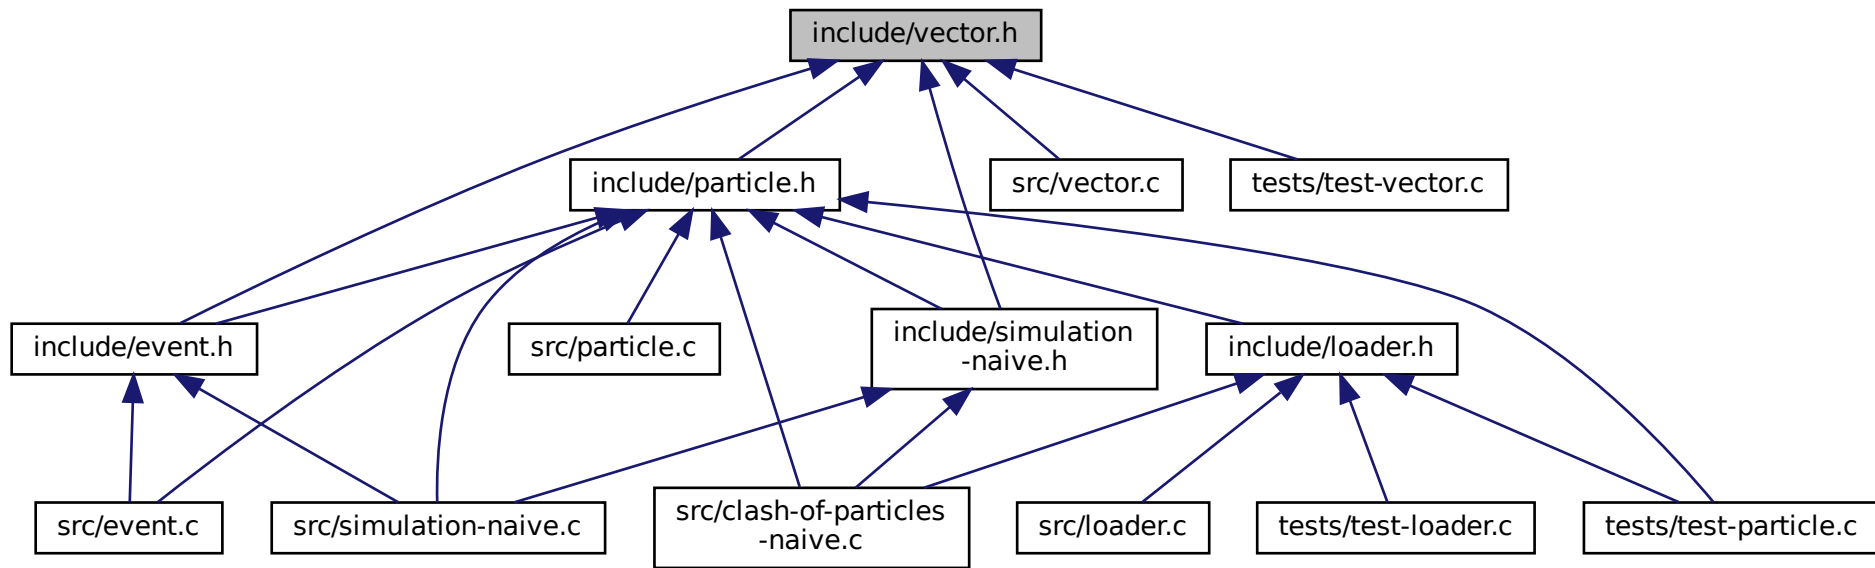 include/vector.h
include/particle.h
src/vector.c
tests/test-vector.c
include/event.h
src/particle.c
include/simulation
-naive.h
include/loader.h
src/event.c
src/simulation-naive.c
src/clash-of-particles
-naive.c
src/loader.c
tests/test-loader.c
tests/test-particle.c